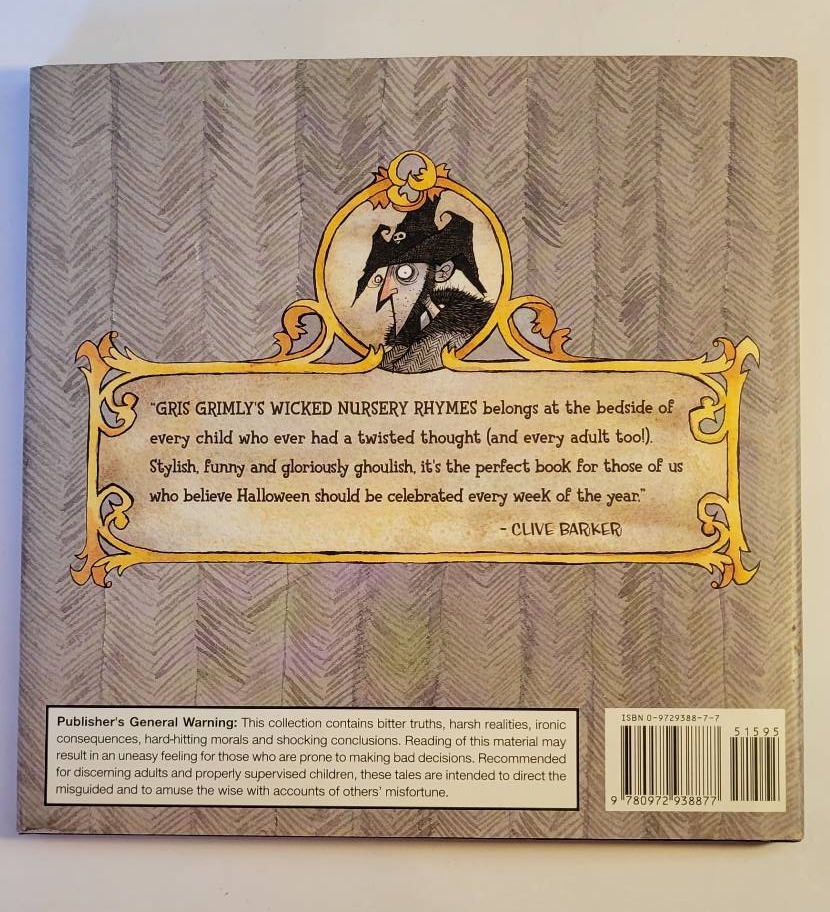 "GRIS GRIMLY'S WICKED NURSERY RHYMES belongs at the bedside of
every child who ever had a twisted thought (and every adult too!).
Stylish, funny and gloriously ghoulish, it's the perfect book for those of us
who believe Halloween should be celebrated every week of the year."
- CLIVE BARKER
Publisher's General Warning: This collection contains bitter truths, harsh realities, ironic
consequences, hard-hitting morals and shocking conclusions. Reading of this material may
result in an uneasy feeling for those who are prone to making bad decisions. Recommended
for discerning adults and properly supervised children, these tales are intended to direct the
misguided and to amuse the wise with accounts of others' misfortune.
ISBN 0-9729388-7-7
51595
9 780972 938877